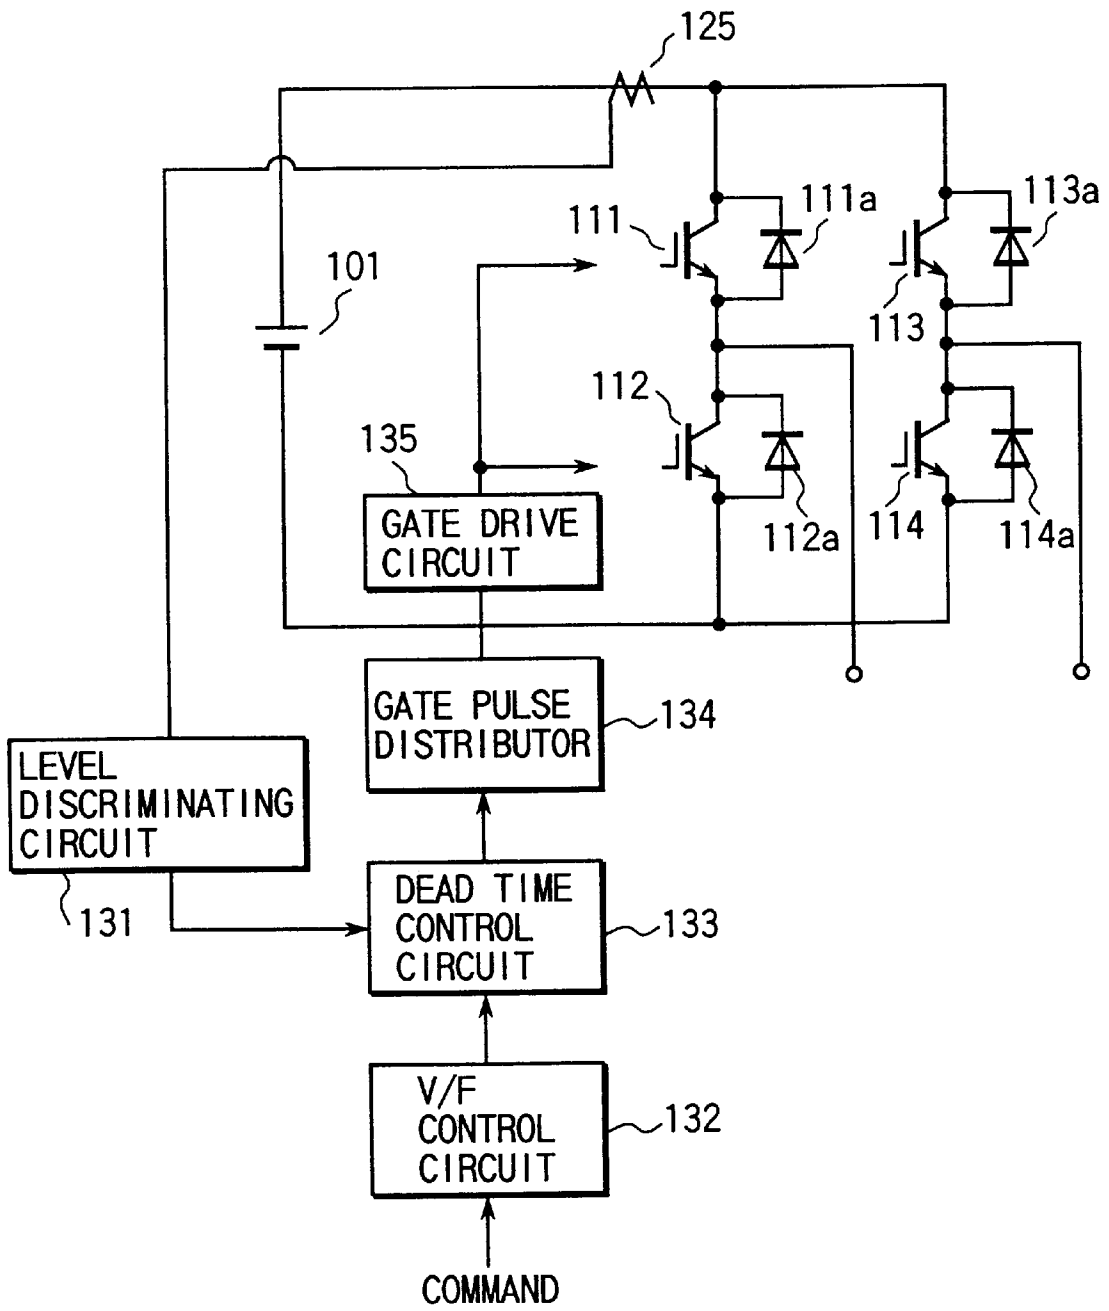 125
111
111a
113a
101
113
112
135
GATE DRIVE
CIRCUIT
112a
114
114a
GATE PULSE
DISTRIBUTOR
134
LEVEL
DISCRIMINATING
CIRCUIT
131
DEAD TIME
CONTROL
CIRCUIT
133
V/F
CONTROL
CIRCUIT
132
COMMAND